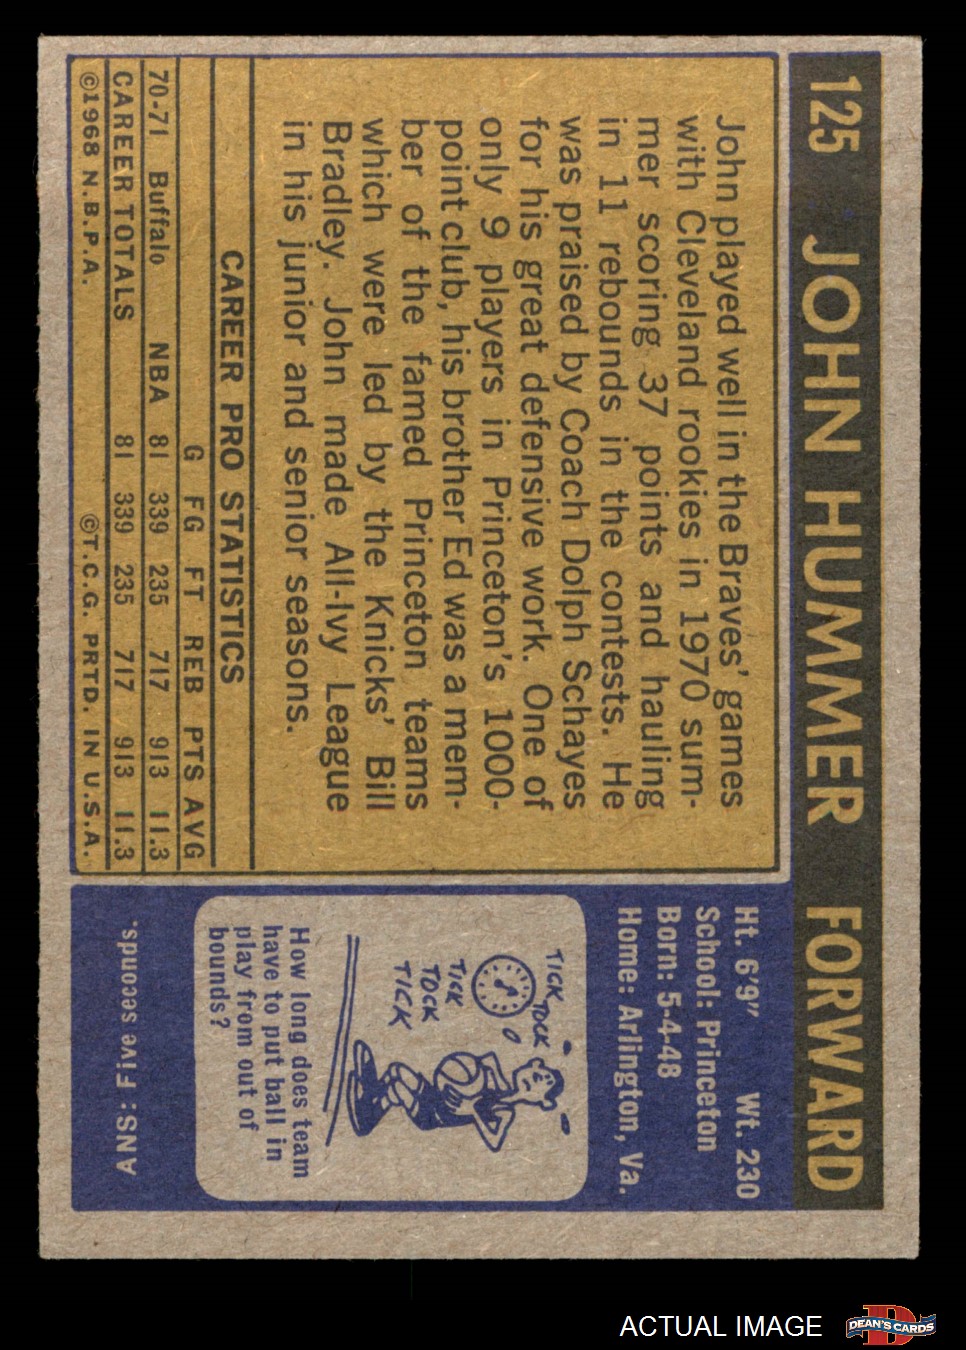 125 JOHN HUMMER FORWARD
John played well in the Braves' games
with Cleveland rookies in 1970 sum-
mer scoring 37 points and hauling
in 11 rebounds in the contests. He
was praised by Coach Dolph Schayes
for his great defensive work. One of
only 9 players in Princeton's 1000-
point club, his brother Ed was a mem-
ber of the famed Princeton teams
which were led by the Knicks' Bill
Bradley. John made All-Ivy League
in his junior and senior seasons.
CAREER PRO STATISTICS
G FG FT REB PTS AVG
70-71 Buffalo NBA 81 339 235 717 913 11.3
CAREER TOTALS 81 339 235 717 913 11.3
©1968 N.B.P.A. ©T.C.G. PRTD. IN U.S.A.
Ht. 6'9" Wt. 230
School: Princeton
Born: 5-4-48
Home: Arlington, Va.
TICK
TOCK
TICK
TOCK
TICK
How long does team
have to put ball in
play from out of
bounds?
ANS: Five seconds.
ACTUAL IMAGE
DEAN'S CARDS